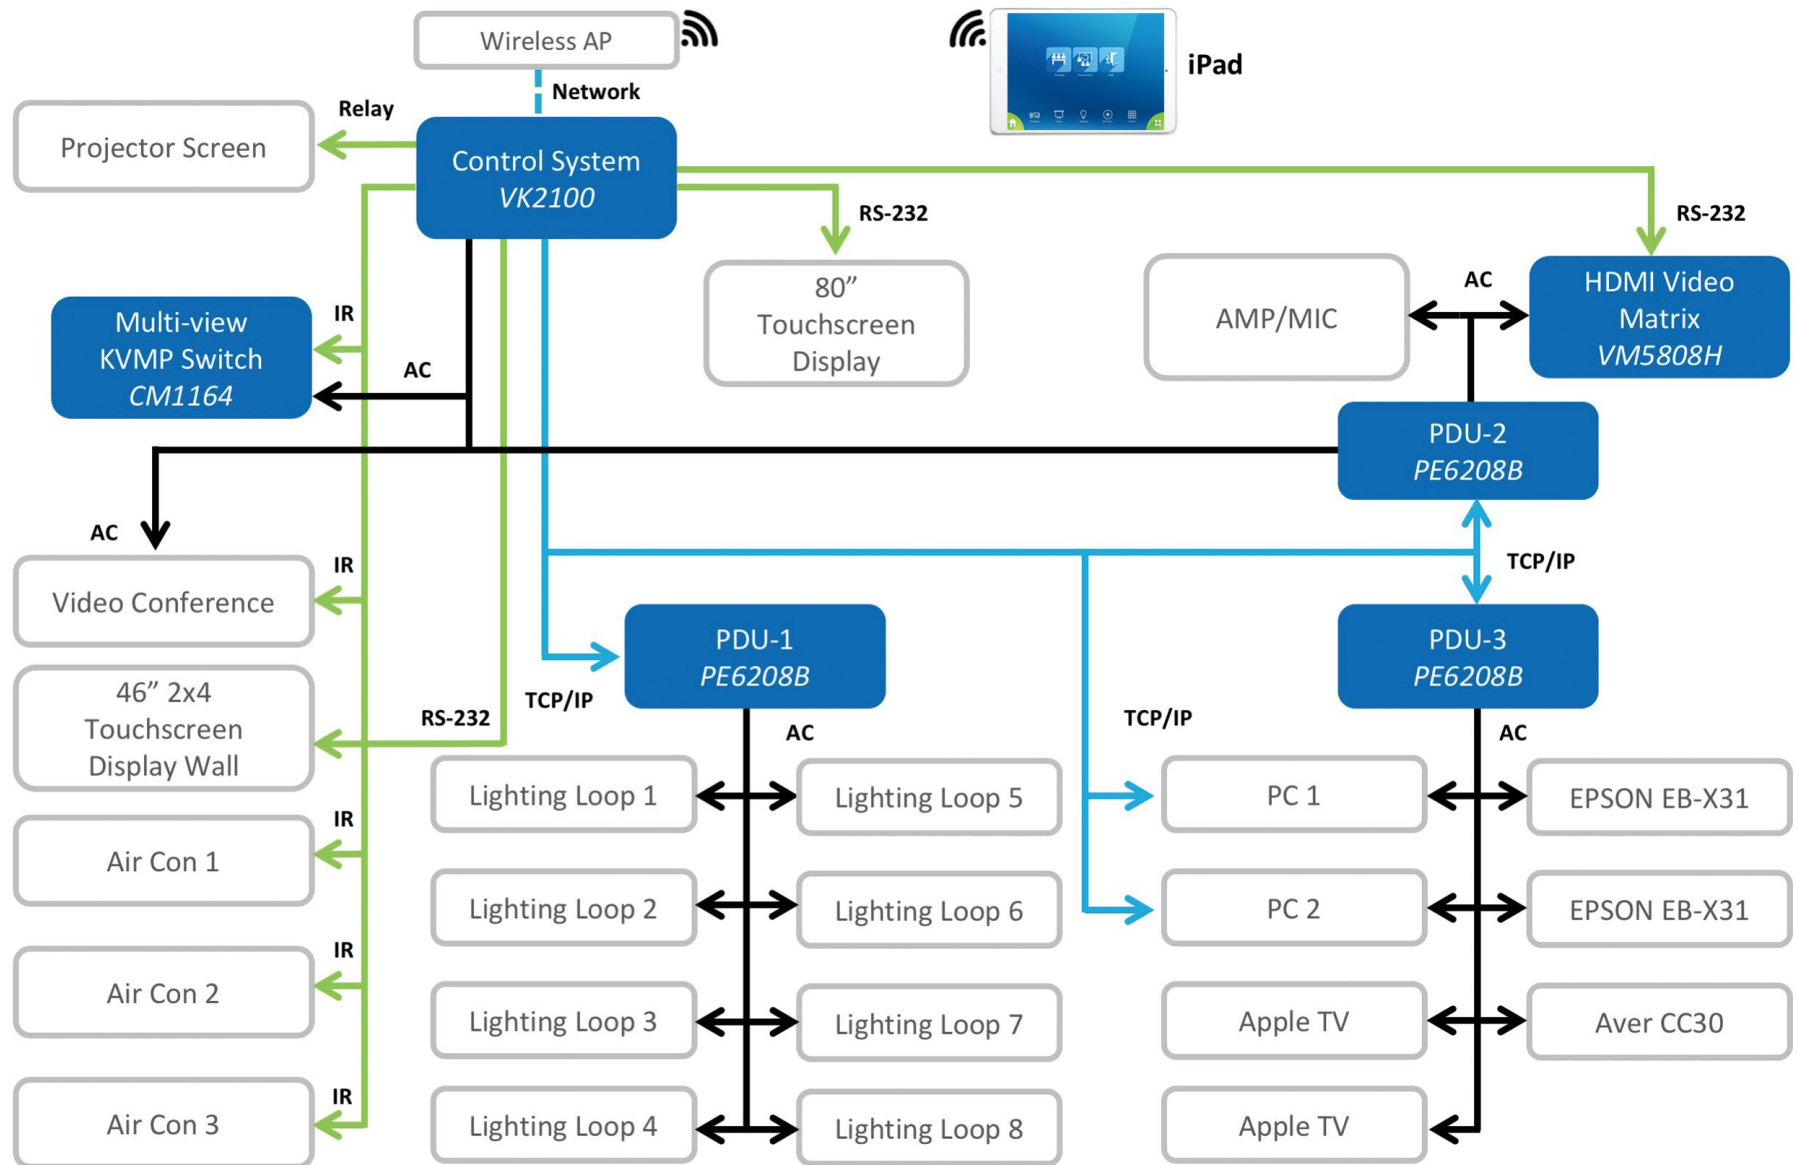 Wireless AP
iPad
Network
Relay
Projector Screen
Control System
VK2100
RS-232
RS-232
80”
Touchscreen
Display
AMP/MIC
AC
HDMI Video
Matrix
VM5808H
Multi-view
KVMP Switch
CM1164
IR
AC
PDU-2
PE6208B
AC
TCP/IP
Video Conference
IR
PDU-1
PE6208B
PDU-3
PE6208B
46” 2x4
Touchscreen
Display Wall
RS-232
TCP/IP
AC
TCP/IP
AC
Lighting Loop 1
Lighting Loop 5
PC 1
EPSON EB-X31
Air Con 1
IR
Lighting Loop 2
Lighting Loop 6
PC 2
EPSON EB-X31
Air Con 2
IR
Lighting Loop 3
Lighting Loop 7
Apple TV
Aver CC30
Air Con 3
IR
Lighting Loop 4
Lighting Loop 8
Apple TV